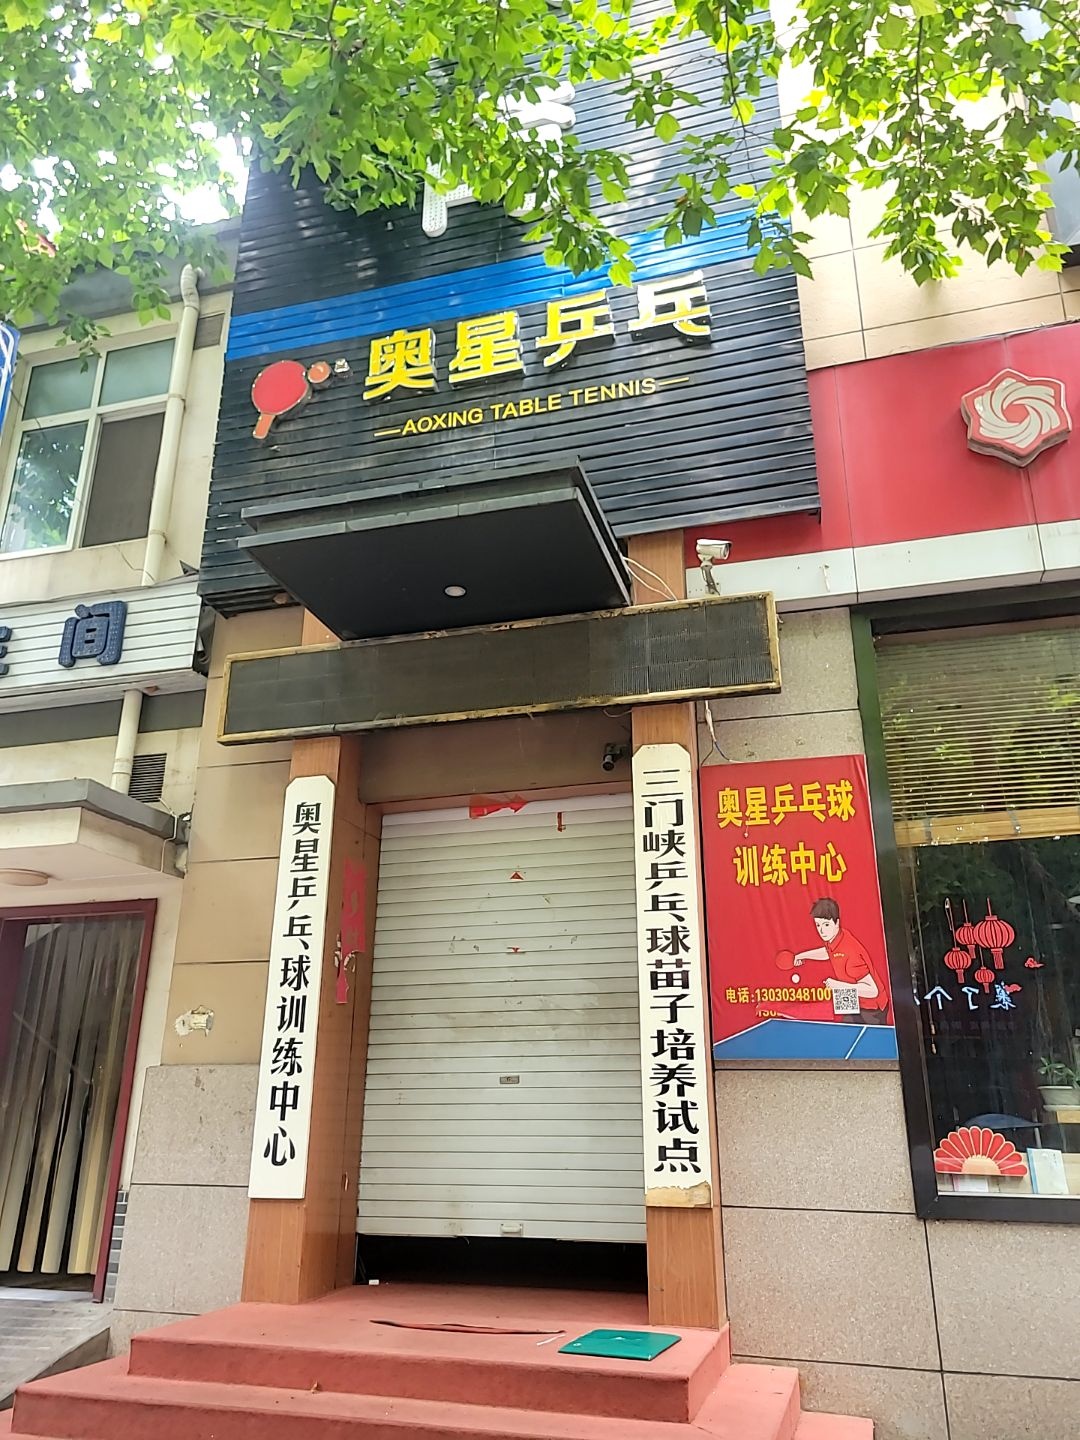 奥星乒乓
AOXING TABLE TENNIS
间
奥星乒乓球训练中心
三门峡乒乓球苗子培养试点
奥星乒乓球
训练中心
电话:13030348100